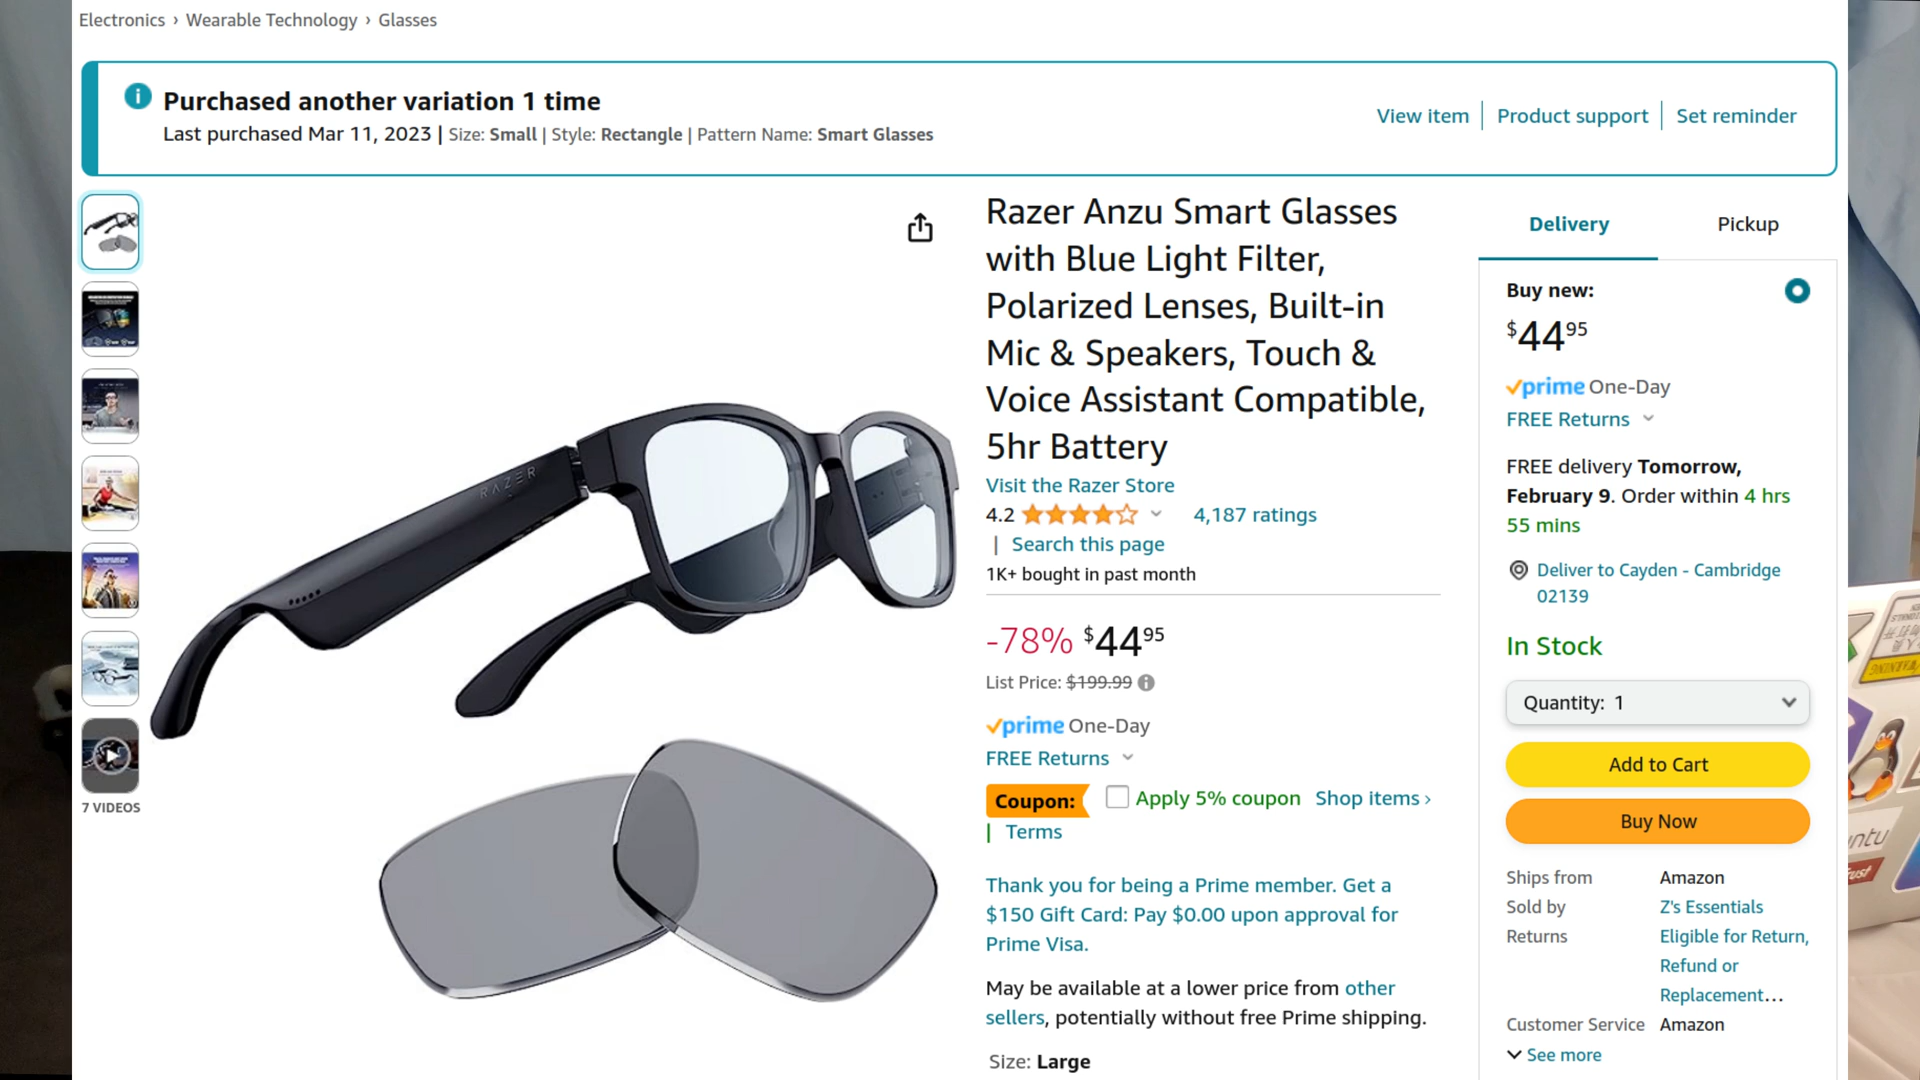 Electronics › Wearable Technology › Glasses
Purchased another variation 1 time
Last purchased Mar 11, 2023 | Size: Small | Style: Rectangle | Pattern Name: Smart Glasses
View item | Product support | Set reminder
7 VIDEOS
RAZER
Razer Anzu Smart Glasses
with Blue Light Filter,
Polarized Lenses, Built-in
Mic & Speakers, Touch &
Voice Assistant Compatible,
5hr Battery
Visit the Razer Store
4.2 4,187 ratings
| Search this page
1K+ bought in past month
-78% $44 95
List Price: $199.99
prime One-Day
FREE Returns
Coupon: Apply 5% coupon Shop items ›
| Terms
Thank you for being a Prime member. Get a
$150 Gift Card: Pay $0.00 upon approval for
Prime Visa.
May be available at a lower price from other
sellers, potentially without free Prime shipping.
Size: Large
Delivery Pickup
Buy new:
$44 95
prime One-Day
FREE Returns
FREE delivery Tomorrow,
February 9. Order within 4 hrs
55 mins
Deliver to Cayden - Cambridge
02139
In Stock
Quantity: 1
Add to Cart
Buy Now
Ships from Amazon
Sold by Z's Essentials
Returns Eligible for Return,
Refund or
Replacement...
Customer Service Amazon
See more